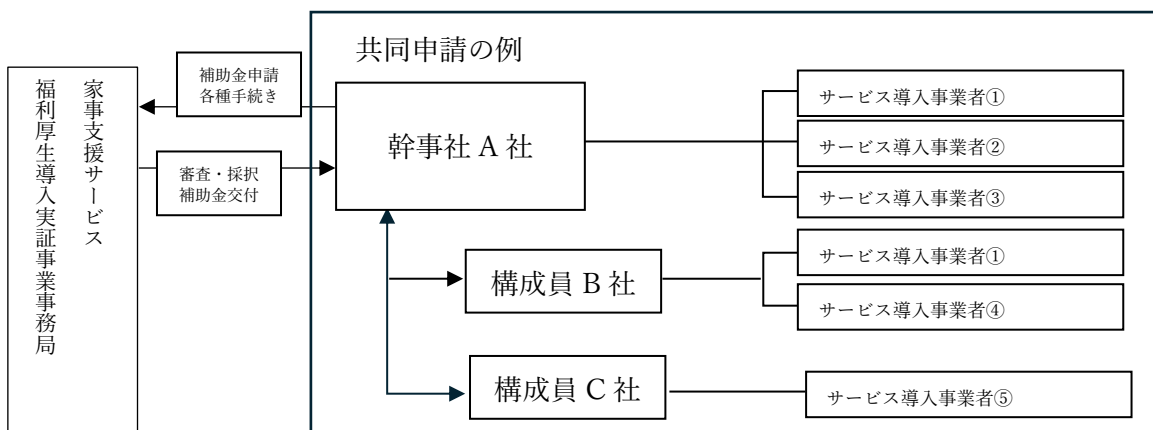 共同申請の例
家事支援サービス
福利厚生導入実証事業事務局
補助金申請
各種手続き
審査・採択
補助金交付
幹事社 A 社
サービス導入事業者①
サービス導入事業者②
サービス導入事業者③
構成員 B 社
サービス導入事業者①
サービス導入事業者④
構成員 C 社
サービス導入事業者⑤